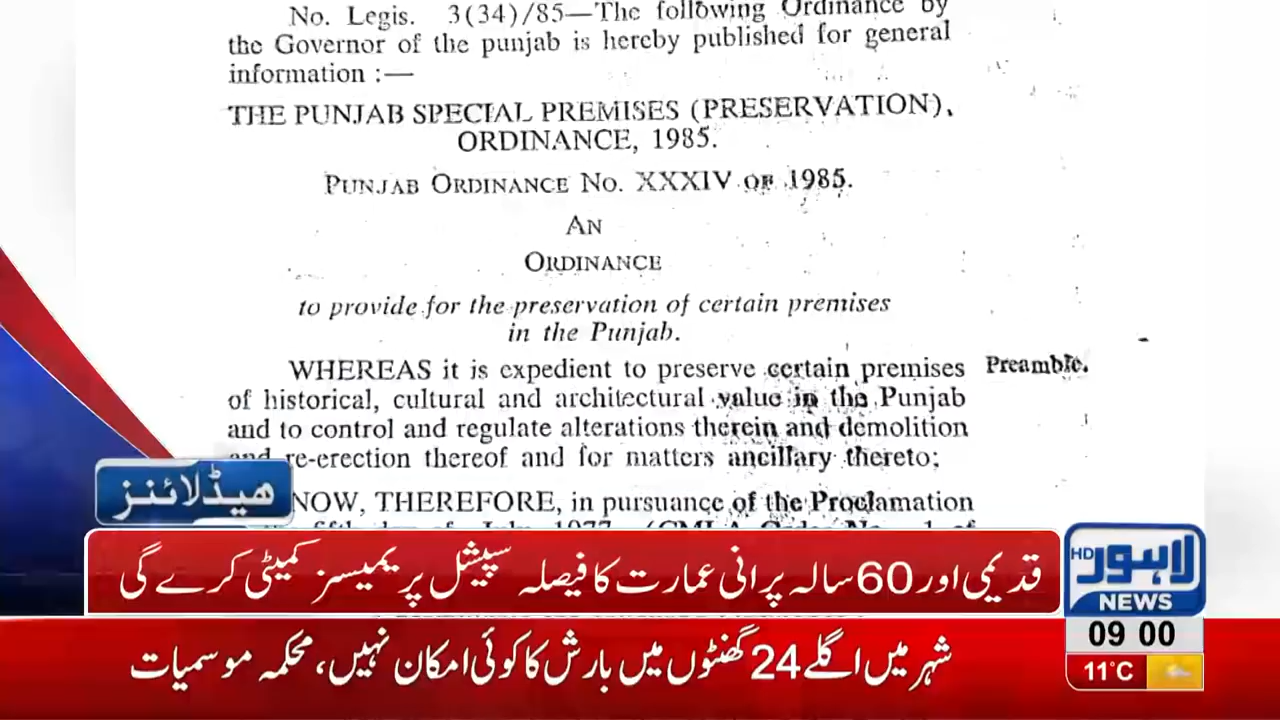 No. Legis. 3(34)/85—The following Ordinance by
the Governor of the punjab is hereby published for general
information :—
THE PUNJAB SPECIAL PREMISES (PRESERVATION),
ORDINANCE, 1985.
PUNJAB ORDINANCE No. XXXIV OF 1985.
AN
ORDINANCE
to provide for the preservation of certain premises
in the Punjab.
WHEREAS it is expedient to preserve certain premises Preamble.
of historical, cultural and architectural value in the Punjab
and to control and regulate alterations therein and demolition
and re-erection thereof and for matters ancillary thereto;
NOW, THEREFORE, in pursuance of the Proclamation
ہیڈلائنز
قدیمی اور 60 سالہ پرانی عمارت کا فیصلہ سپیشل پریمیسز کمیٹی کرے گی
لاہور HD
NEWS
09 00
شہر میں اگلے 24 گھنٹوں میں بارش کا کوئی امکان نہیں، محکمہ موسمیات
11°C